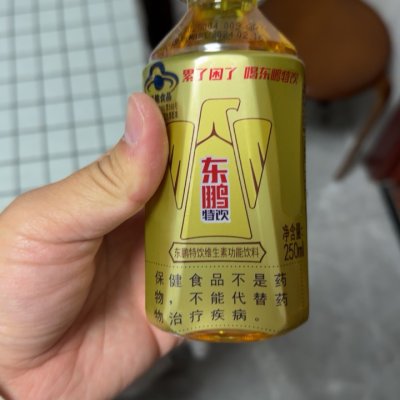 累了困了 喝东鹏特饮
东鹏
特饮
净含量:
250ml
东鹏特饮维生素功能饮料
保健食品不是药
物，不能代替药
物治疗疾病。